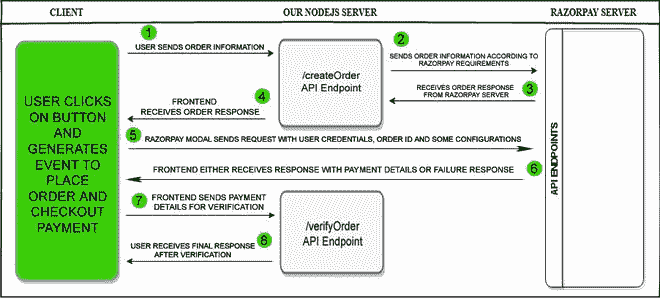 CLIENT
OUR NODEJS SERVER
RAZORPAY SERVER
USER CLICKS
ON BUTTON
AND
GENERATES
EVENT TO
PLACE
ORDER AND
CHECKOUT
PAYMENT
1
USER SENDS ORDER INFORMATION
/createOrder
API Endpoint
2
SENDS ORDER INFORMATION ACCORDING TO
RAZORPAY REQUIREMENTS
3
RECEIVES ORDER RESPONSE
FROM RAZORPAY SERVER
4
FRONTEND
RECEIVES ORDER RESPONSE
5
RAZORPAY MODAL SENDS REQUEST WITH USER CREDENTIALS, ORDER ID AND SOME CONFIGURATIONS
6
FRONTEND EITHER RECEIVES RESPONSE WITH PAYMENT DETAILS OR FAILURE RESPONSE
7
FRONTEND SENDS PAYMENT
DETAILS FOR VERIFICATION
/verifyOrder
API Endpoint
8
USER RECEIVES FINAL RESPONSE
AFTER VERIFICATION
API ENDPOINTS